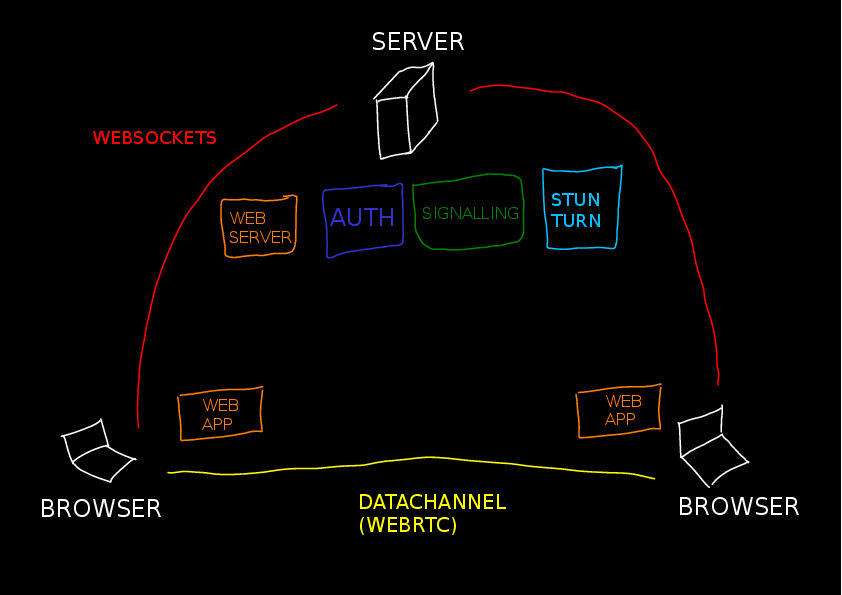 SERVER
WEBSOCKETS
WEB
SERVER
AUTH
SIGNALLING
STUN
TURN
WEB
APP
WEB
APP
BROWSER
DATACHANNEL
(WEBRTC)
BROWSER